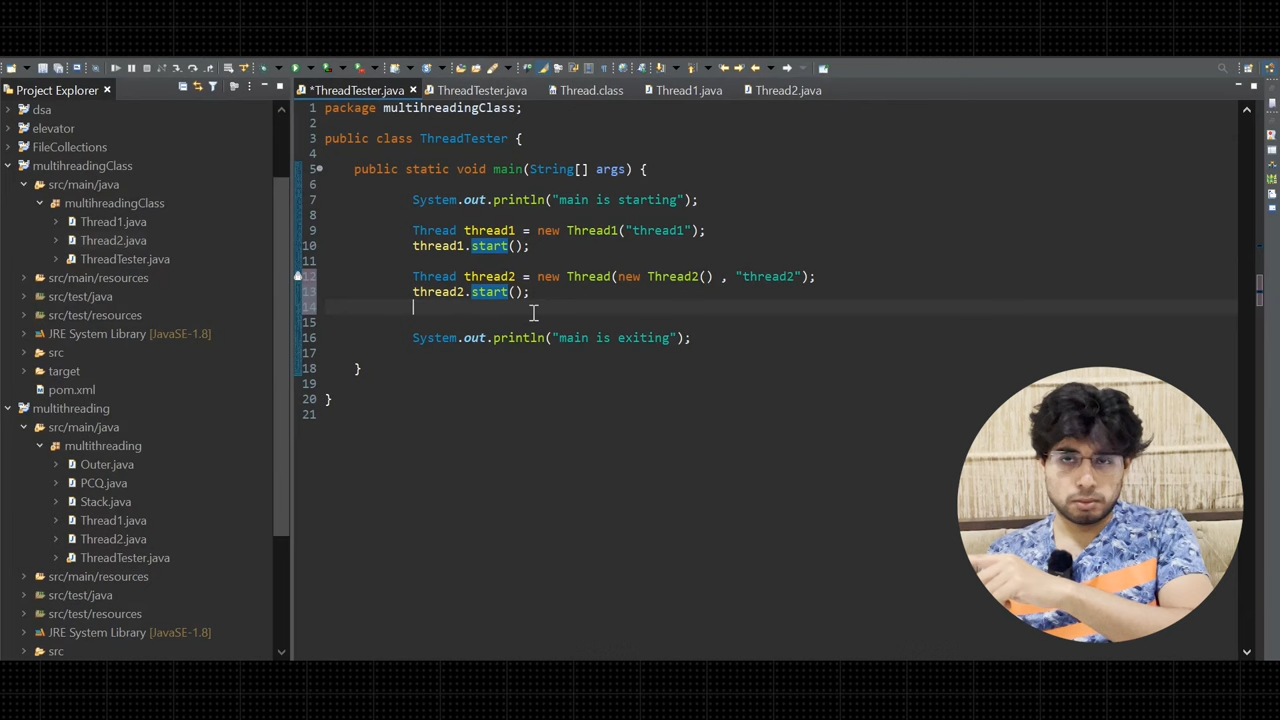 Project Explorer
*ThreadTester.java
ThreadTester.java
Thread.class
Thread1.java
Thread2.java
dsa
elevator
FileCollections
multihreadingClass
src/main/java
multihreadingClass
Thread1.java
Thread2.java
ThreadTester.java
src/main/resources
src/test/java
src/test/resources
JRE System Library [JavaSE-1.8]
src
target
pom.xml
multithreading
src/main/java
multithreading
Outer.java
PCQ.java
Stack.java
Thread1.java
Thread2.java
ThreadTester.java
src/main/resources
src/test/java
src/test/resources
JRE System Library [JavaSE-1.8]
src
1 package multihreadingClass;
2
3 public class ThreadTester {
4
5 public static void main(String[] args) {
6
7 System.out.println("main is starting");
8
9 Thread thread1 = new Thread1("thread1");
10 thread1.start();
11
12 Thread thread2 = new Thread(new Thread2() , "thread2");
13 thread2.start();
14
15
16 System.out.println("main is exiting");
17
18 }
19
20 }
21